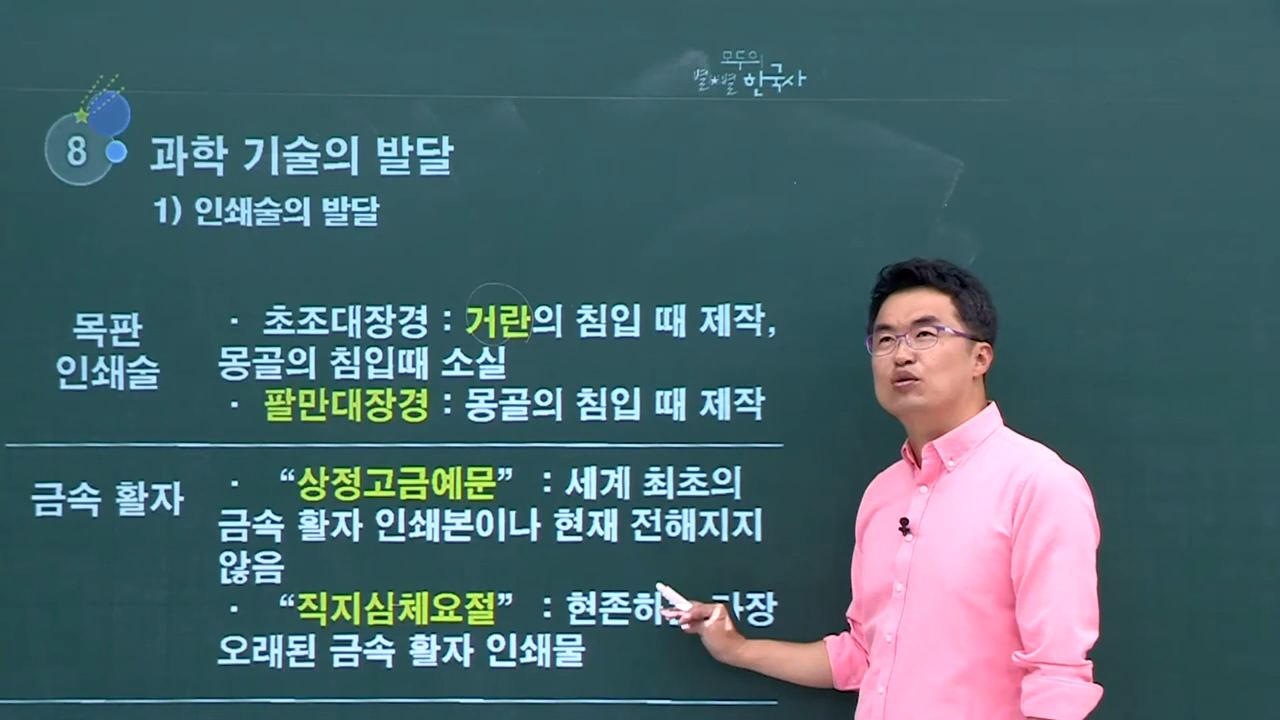 모두의
별★별 한국사
8 과학 기술의 발달
1) 인쇄술의 발달
목판
인쇄술
· 초조대장경 : 거란의 침입 때 제작,
몽골의 침입때 소실
· 팔만대장경 : 몽골의 침입 때 제작
금속 활자
· “상정고금예문” : 세계 최초의
금속 활자 인쇄본이나 현재 전해지지
않음
· “직지심체요절” : 현존하는 가장
오래된 금속 활자 인쇄물